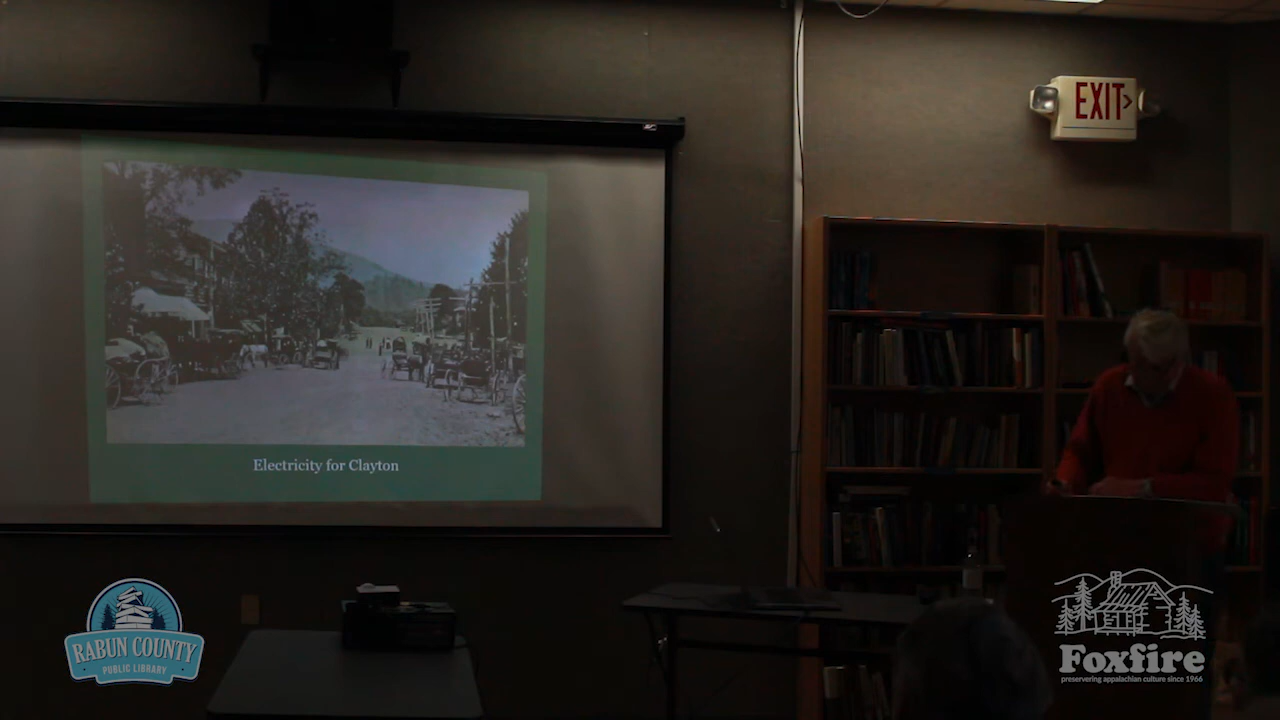 EXIT>
Electricity for Clayton
RABUN COUNTY
PUBLIC LIBRARY
Foxfire
preserving appalachian culture since 1966